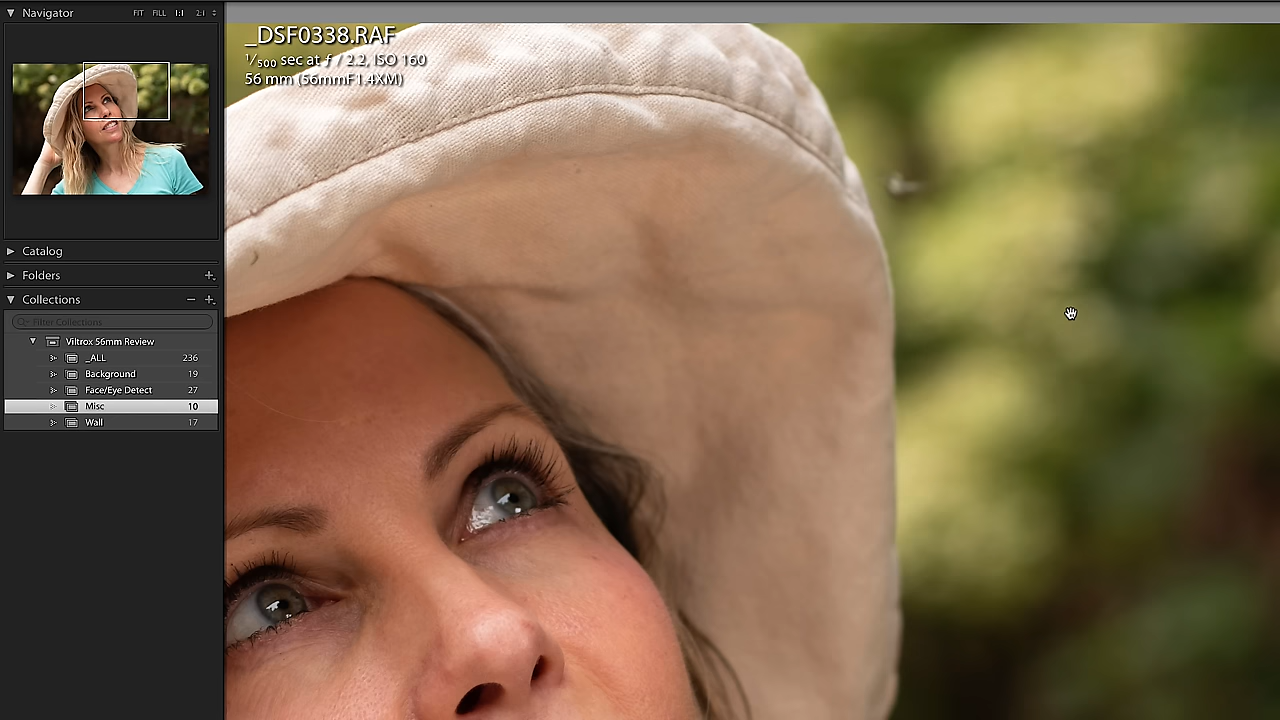 Navigator FIT FILL 1:1 2:1
_DSF0338.RAF
1/500 sec at ƒ / 2.2, ISO 160
56 mm (56mmF1.4XM)
Catalog
Folders
Collections
Filter Collections
Viltrox 56mm Review
_ALL 236
Background 19
Face/Eye Detect 27
Misc 10
Wall 17